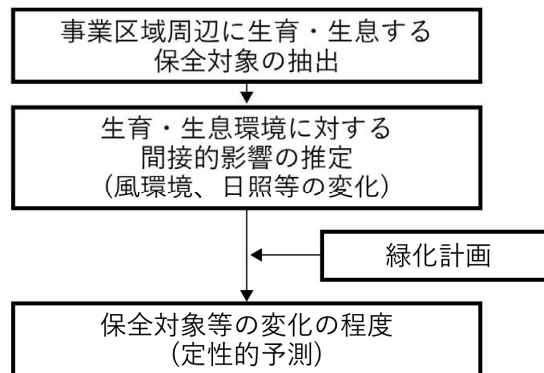 事業区域周辺に生育・生息する
保全対象の抽出
生育・生息環境に対する
間接的影響の推定
(風環境、日照等の変化)
緑化計画
保全対象等の変化の程度
(定性的予測)